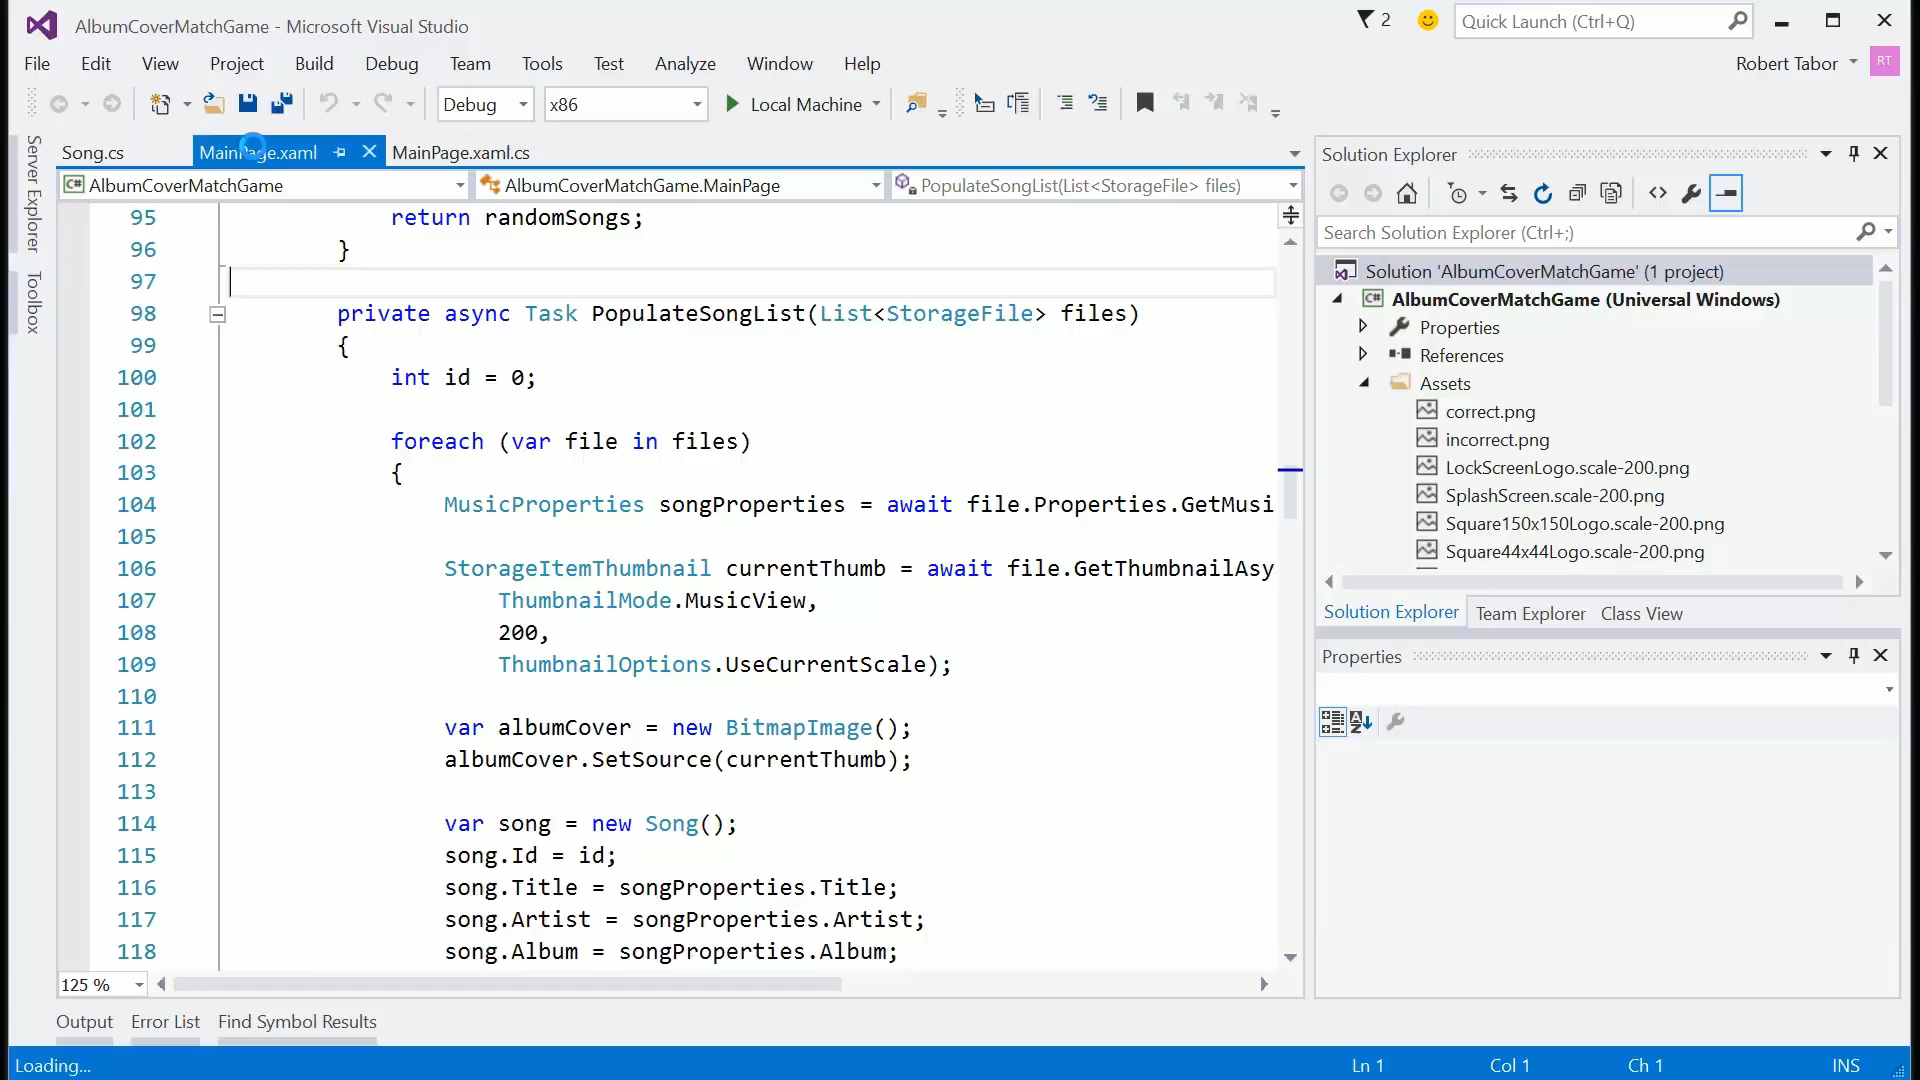 AlbumCoverMatchGame - Microsoft Visual Studio
2
Quick Launch (Ctrl+Q)
File Edit View Project Build Debug Team Tools Test Analyze Window Help
Robert Tabor RT
Debug x86 Local Machine
Server Explorer
Toolbox
Song.cs MainPage.xaml MainPage.xaml.cs
AlbumCoverMatchGame AlbumCoverMatchGame.MainPage PopulateSongList(List<StorageFile> files)
95 return randomSongs;
96 }
97
98 private async Task PopulateSongList(List<StorageFile> files)
99 {
100 int id = 0;
101
102 foreach (var file in files)
103 {
104 MusicProperties songProperties = await file.Properties.GetMusi
105
106 StorageItemThumbnail currentThumb = await file.GetThumbnailAsy
107 ThumbnailMode.MusicView,
108 200,
109 ThumbnailOptions.UseCurrentScale);
110
111 var albumCover = new BitmapImage();
112 albumCover.SetSource(currentThumb);
113
114 var song = new Song();
115 song.Id = id;
116 song.Title = songProperties.Title;
117 song.Artist = songProperties.Artist;
118 song.Album = songProperties.Album;
125 %
Solution Explorer
Search Solution Explorer (Ctrl+;)
Solution 'AlbumCoverMatchGame' (1 project)
C# AlbumCoverMatchGame (Universal Windows)
Properties
References
Assets
correct.png
incorrect.png
LockScreenLogo.scale-200.png
SplashScreen.scale-200.png
Square150x150Logo.scale-200.png
Square44x44Logo.scale-200.png
Solution Explorer Team Explorer Class View
Properties
Output Error List Find Symbol Results
Loading... Ln 1 Col 1 Ch 1 INS